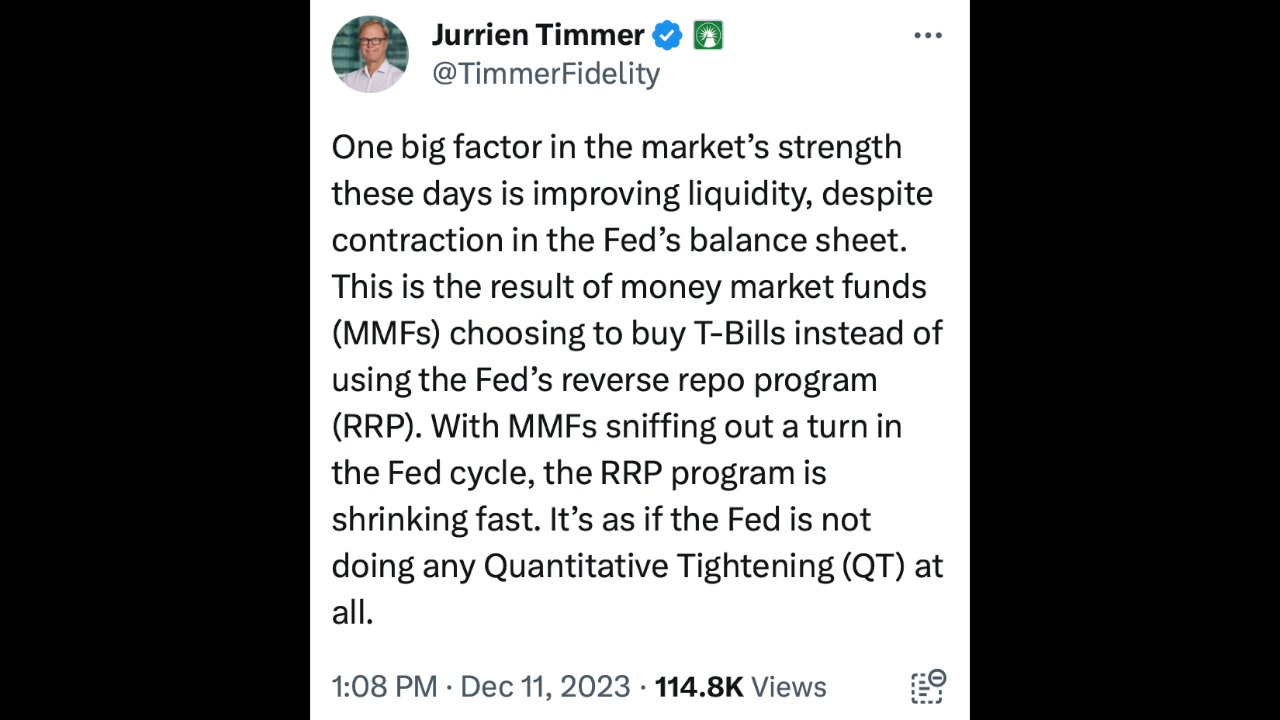 Jurrien Timmer
@TimmerFidelity
One big factor in the market’s strength
these days is improving liquidity, despite
contraction in the Fed’s balance sheet.
This is the result of money market funds
(MMFs) choosing to buy T-Bills instead of
using the Fed’s reverse repo program
(RRP). With MMFs sniffing out a turn in
the Fed cycle, the RRP program is
shrinking fast. It’s as if the Fed is not
doing any Quantitative Tightening (QT) at
all.
1:08 PM · Dec 11, 2023 · 114.8K Views